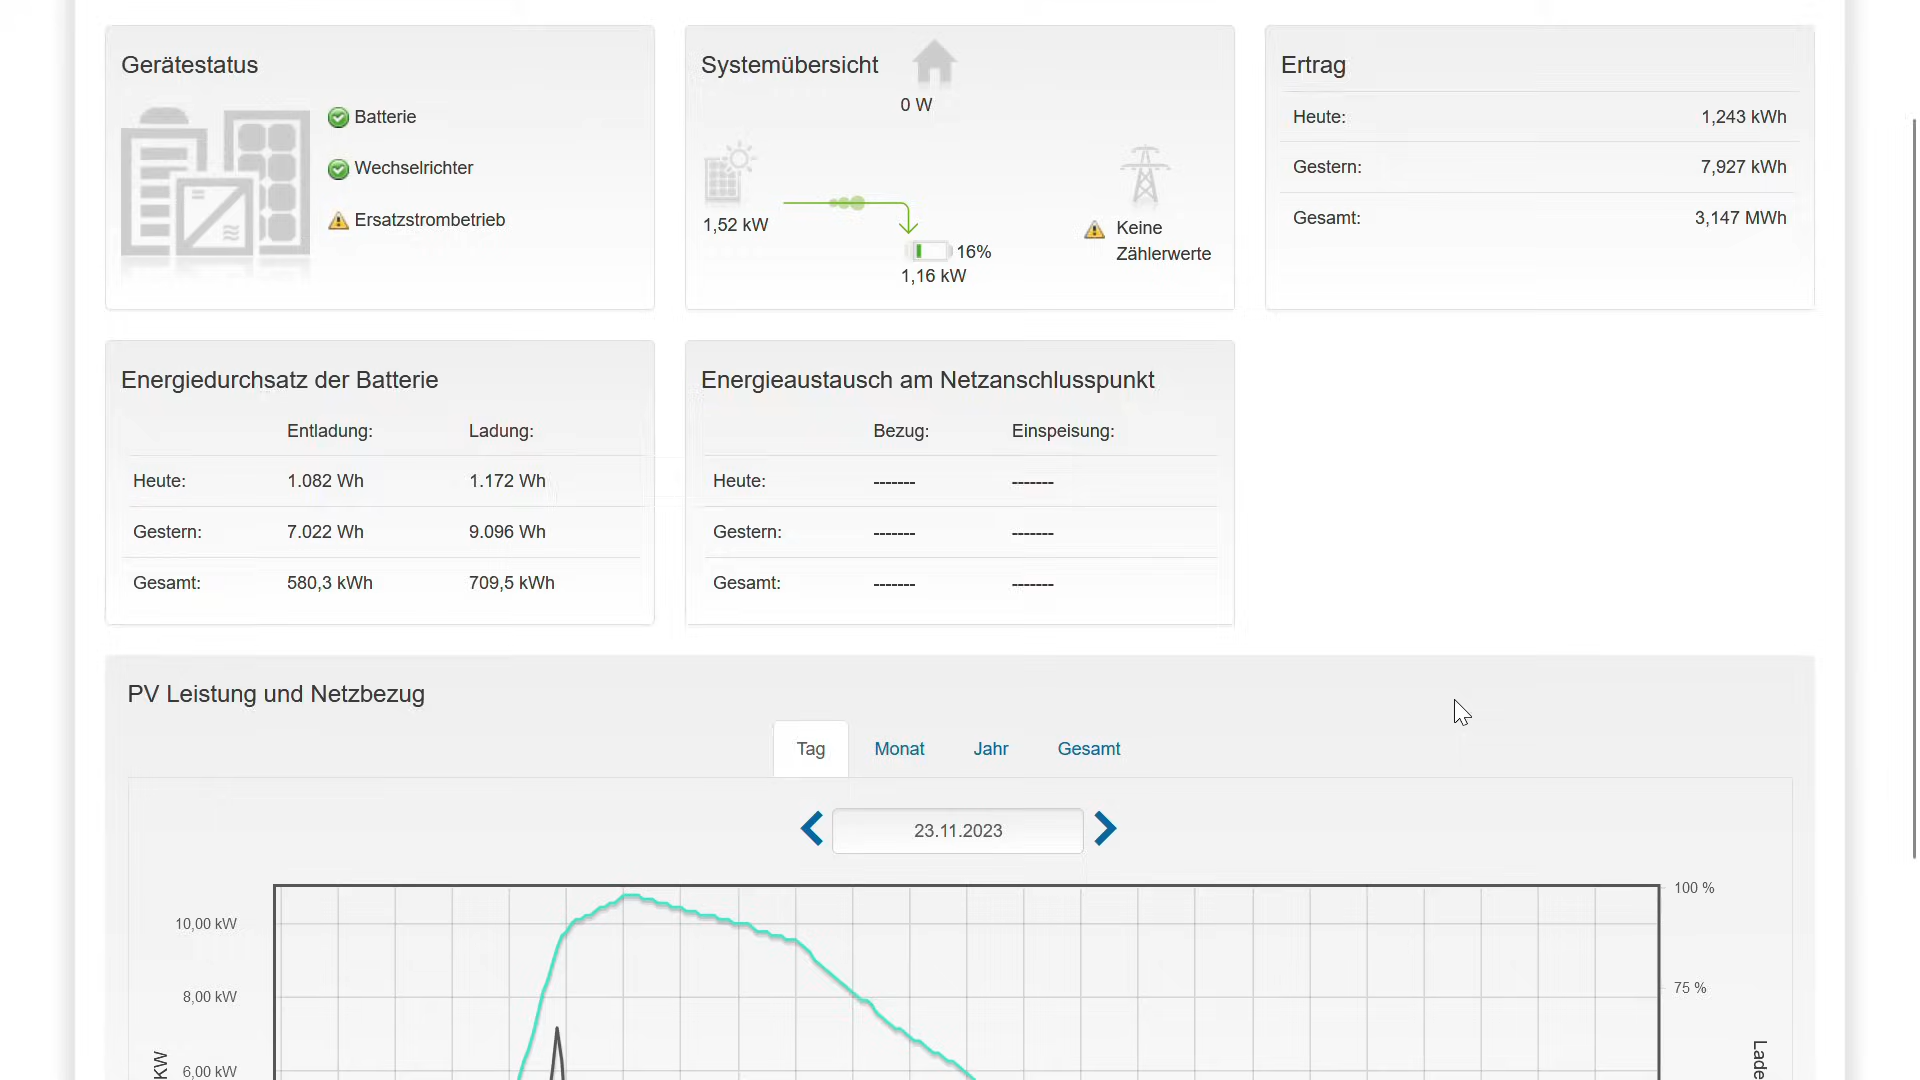 Gerätestatus
Batterie
Wechselrichter
Ersatzstrombetrieb
Systemübersicht
0 W
1,52 kW
16%
1,16 kW
Keine
Zählerwerte
Ertrag
Heute: 1,243 kWh
Gestern: 7,927 kWh
Gesamt: 3,147 MWh
Energiedurchsatz der Batterie
Entladung: Ladung:
Heute: 1.082 Wh 1.172 Wh
Gestern: 7.022 Wh 9.096 Wh
Gesamt: 580,3 kWh 709,5 kWh
Energieaustausch am Netzanschlusspunkt
Bezug: Einspeisung:
Heute: ------- -------
Gestern: ------- -------
Gesamt: ------- -------
PV Leistung und Netzbezug
Tag Monat Jahr Gesamt
23.11.2023
100 %
10,00 kW
8,00 kW
75 %
6,00 kW
KW
Lade